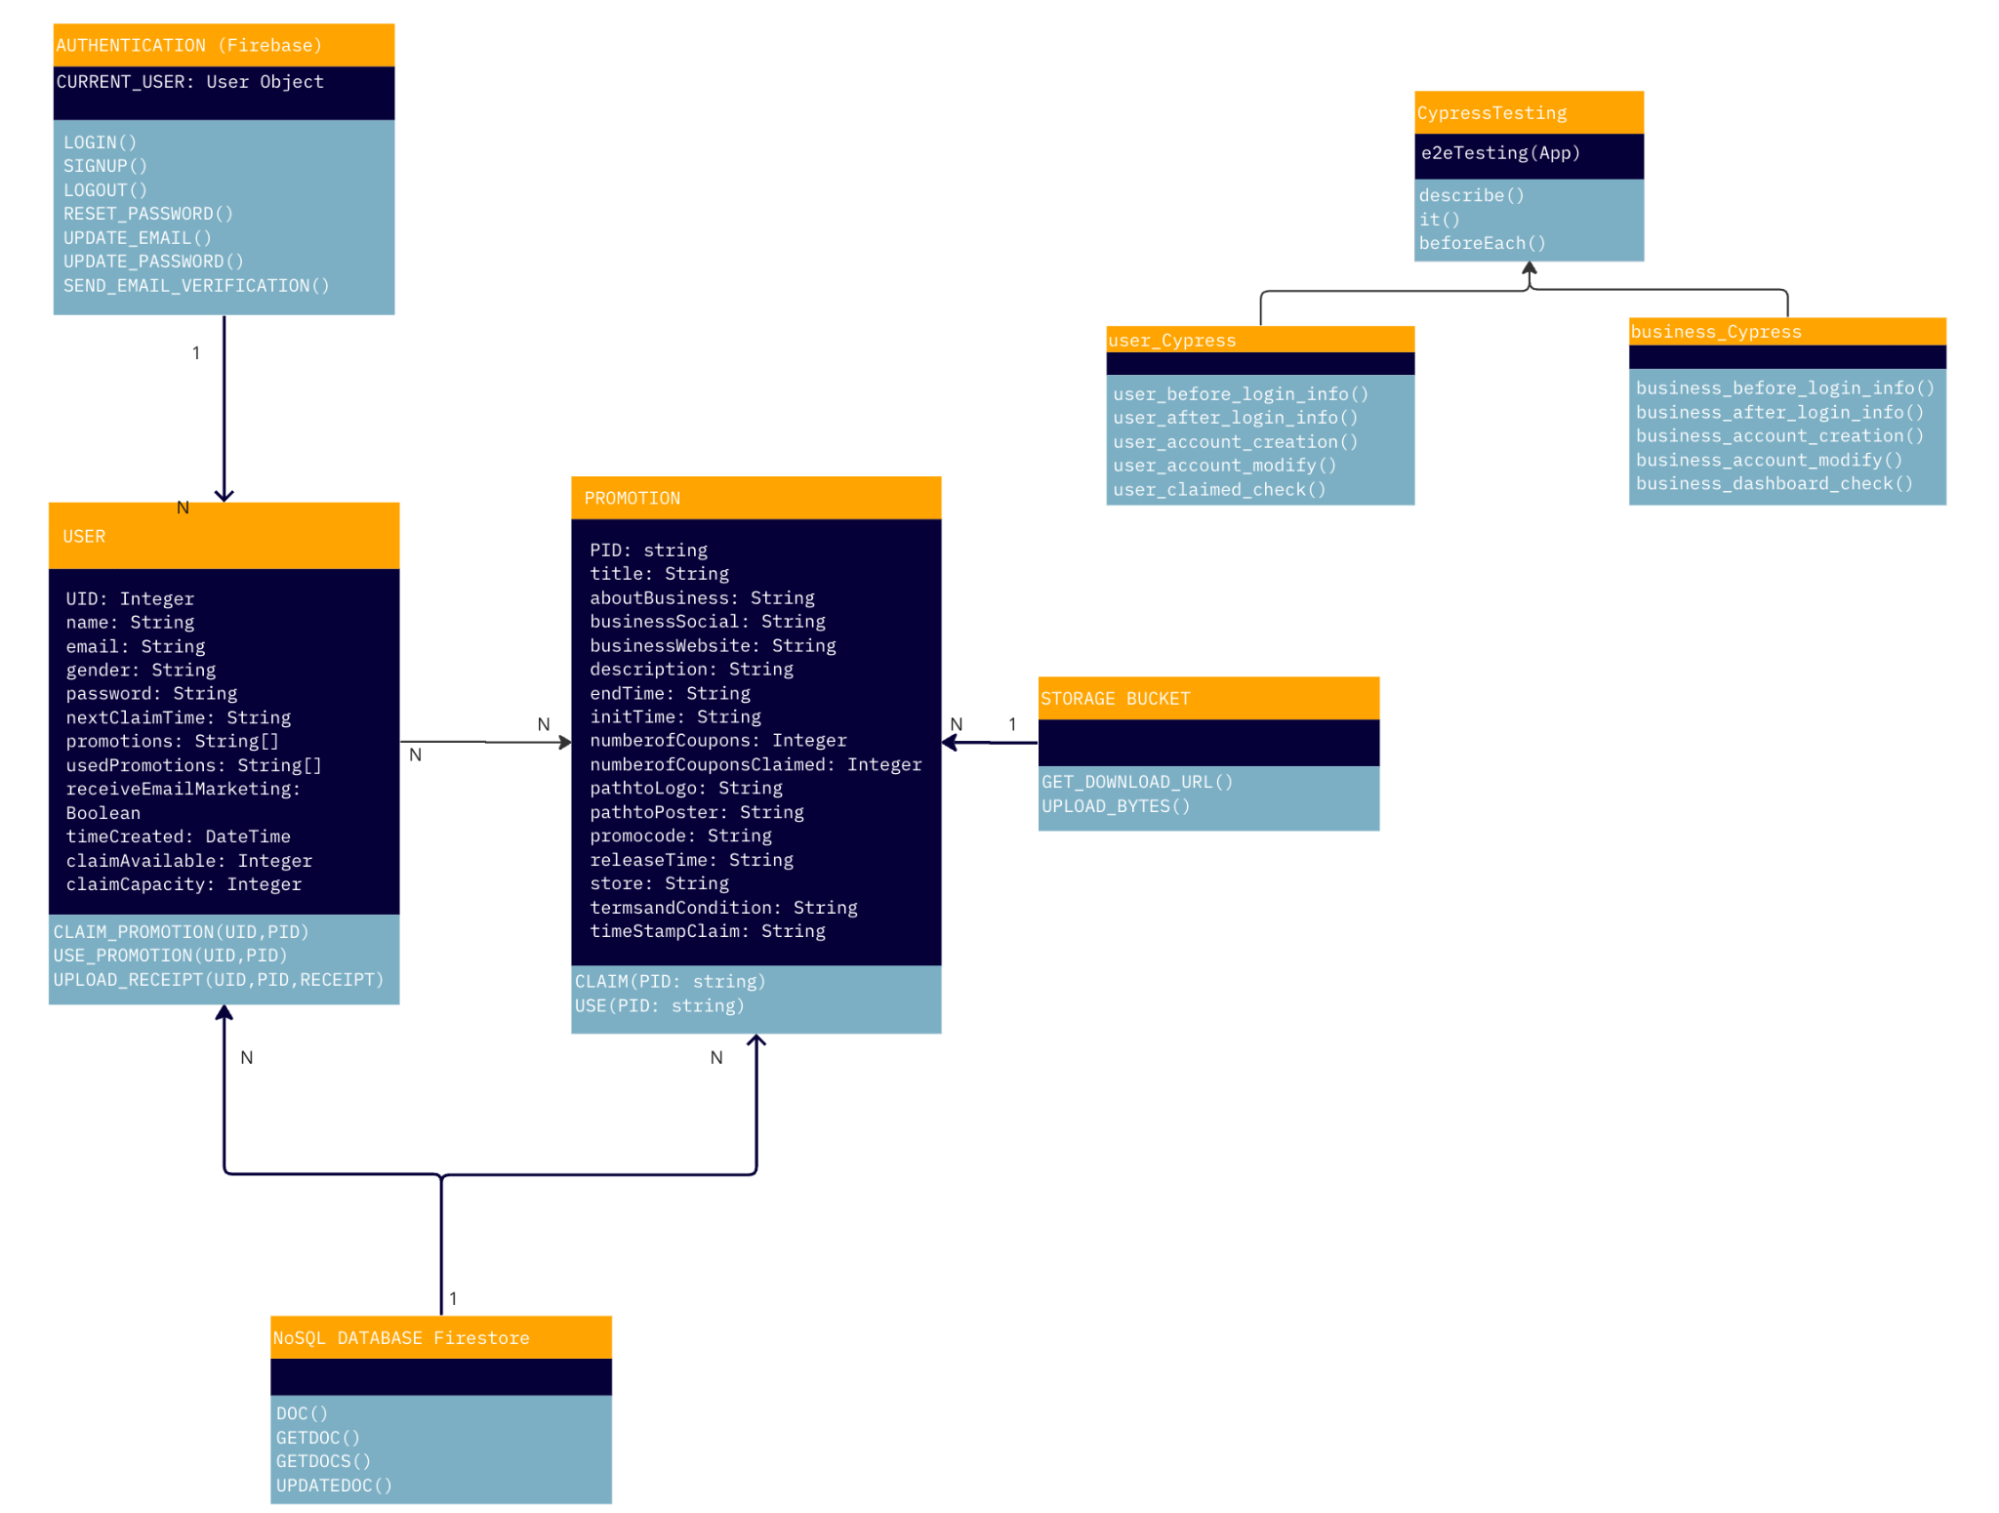 AUTHENTICATION (Firebase)
CURRENT_USER: User Object
LOGIN()
SIGNUP()
LOGOUT()
RESET_PASSWORD()
UPDATE_EMAIL()
UPDATE_PASSWORD()
SEND_EMAIL_VERIFICATION()
1
N
USER
UID: Integer
name: String
email: String
gender: String
password: String
nextClaimTime: String
promotions: String[]
usedPromotions: String[]
receiveEmailMarketing:
Boolean
timeCreated: DateTime
claimAvailable: Integer
claimCapacity: Integer
CLAIM_PROMOTION(UID,PID)
USE_PROMOTION(UID,PID)
UPLOAD_RECEIPT(UID,PID,RECEIPT)
N
N
PROMOTION
PID: string
title: String
aboutBusiness: String
businessSocial: String
businessWebsite: String
description: String
endTime: String
initTime: String
numberofCoupons: Integer
numberofCouponsClaimed: Integer
pathtoLogo: String
pathtoPoster: String
promocode: String
releaseTime: String
store: String
termsandCondition: String
timeStampClaim: String
CLAIM(PID: string)
USE(PID: string)
N
1
STORAGE BUCKET
GET_DOWNLOAD_URL()
UPLOAD_BYTES()
CypressTesting
e2eTesting(App)
describe()
it()
beforeEach()
user_Cypress
user_before_login_info()
user_after_login_info()
user_account_creation()
user_account_modify()
user_claimed_check()
business_Cypress
business_before_login_info()
business_after_login_info()
business_account_creation()
business_account_modify()
business_dashboard_check()
N
N
1
NoSQL DATABASE Firestore
DOC()
GETDOC()
GETDOCS()
UPDATEDOC()